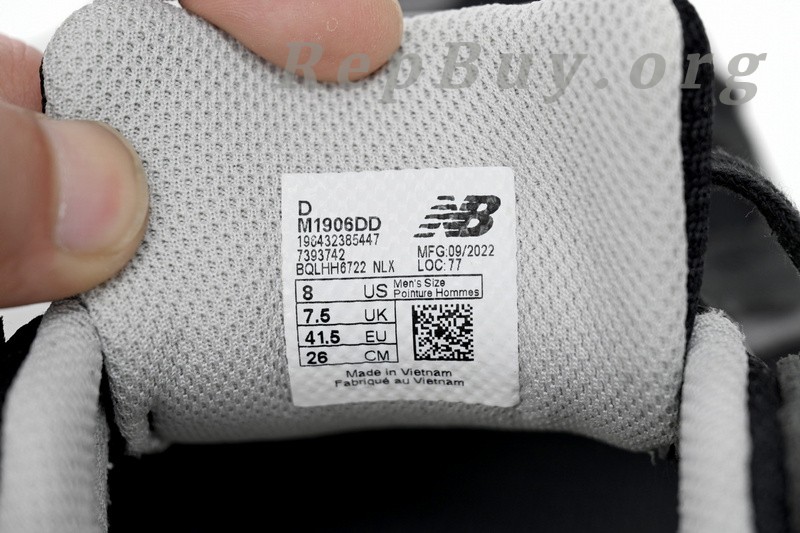 RepBuy.org
D
M1906DD
NB
196432385447
7393742
BQLHH6722 NLX
MFG:09/2022
LOC:77
8 US Men's Size
Pointure Hommes
7.5 UK
41.5 EU
26 CM
Made in Vietnam
Fabriqué au Vietnam